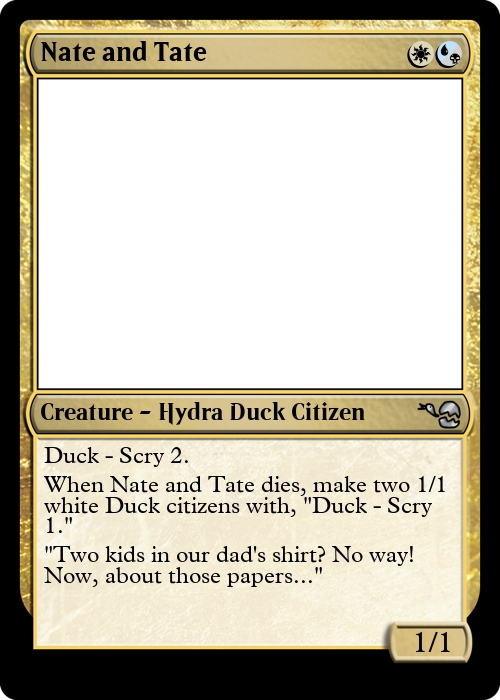 Nate and Tate
Creature – Hydra Duck Citizen
Duck - Scry 2.
When Nate and Tate dies, make two 1/1
white Duck citizens with, "Duck - Scry
1."
"Two kids in our dad's shirt? No way!
Now, about those papers..."
1/1